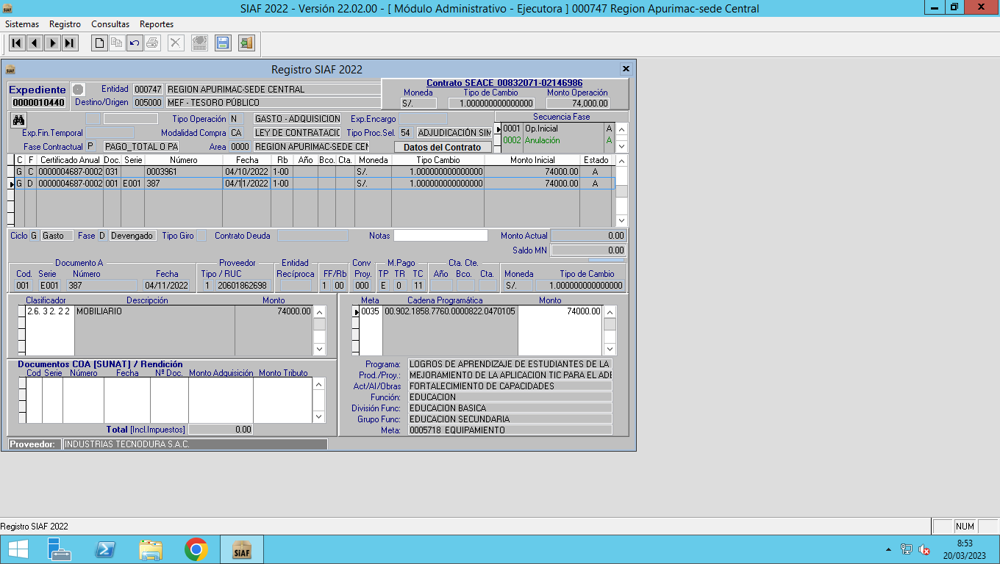 SIAF 2022 - Versión 22.02.00 - [ Módulo Administrativo - Ejecutora ] 000747 Region Apurimac-sede Central
Sistemas Registro Consultas Reportes
Registro SIAF 2022
Contrato SEACE 00832071-02146986
Expediente Entidad 000747 REGION APURIMAC-SEDE CENTRAL Moneda Tipo de Cambio Monto Operación
0000010440 Destino/Origen 005000 MEF - TESORO PÚBLICO S/. 1.000000000000000 74,000.00
Tipo Operación N GASTO - ADQUISICION Exp.Encargo Secuencia Fase
Exp.Fin.Temporal Modalidad Compra CA LEY DE CONTRATACIO Tipo Proc.Sel. 54 ADJUDICACIÓN SIM 0001 Op.Inicial A
0002 Anulación A
Fase Contractual P PAGO_TOTAL O PA Area 0000 REGION APURIMAC-SEDE CEN Datos del Contrato
C F Certificado Anual Doc. Serie Número Fecha Rb Año Bco. Cta. Moneda Tipo Cambio Monto Inicial Estado
G C 0000004687-0002 031 0003961 04/10/2022 1-00 S/. 1.000000000000000 74000.00 A
G D 0000004687-0002 001 E001 387 04/11/2022 1-00 S/. 1.000000000000000 74000.00 A
Ciclo G Gasto Fase D Devengado Tipo Giro Contrato Deuda Notas Monto Actual 0.00
Saldo MN 0.00
Documento A Proveedor Entidad Conv M.Pago Cta. Cte.
Cod. Serie Número Fecha Tipo / RUC Recíproca FF/Rb Proy. TP TR TC Año Bco. Cta. Moneda Tipo de Cambio
001 E001 387 04/11/2022 1 20601862698 1 00 000 E 0 11 S/. 1.000000000000000
Clasificador Descripción Monto
2.6. 3 2. 2 2 MOBILIARIO 74000.00
Meta Cadena Programática Monto
0035 00.902.1858.7760.0000822.0470105 74000.00
Documentos COA [SUNAT] / Rendición
Cod Serie Número Fecha Nº Doc. Monto Adquisición Monto Tributo
Total [Incl.Impuestos] 0.00
Programa: LOGROS DE APRENDIZAJE DE ESTUDIANTES DE LA
Prod./Proy.: MEJORAMIENTO DE LA APLICACION TIC PARA EL ADE
Act/AI/Obras FORTALECIMIENTO DE CAPACIDADES
Función: EDUCACION
División Func: EDUCACION BASICA
Grupo Func: EDUCACION SECUNDARIA
Meta: 0005718 EQUIPAMIENTO
Proveedor: INDUSTRIAS TECNODURA S.A.C.
Registro SIAF 2022 NUM
SIAF
8:53
20/03/2023